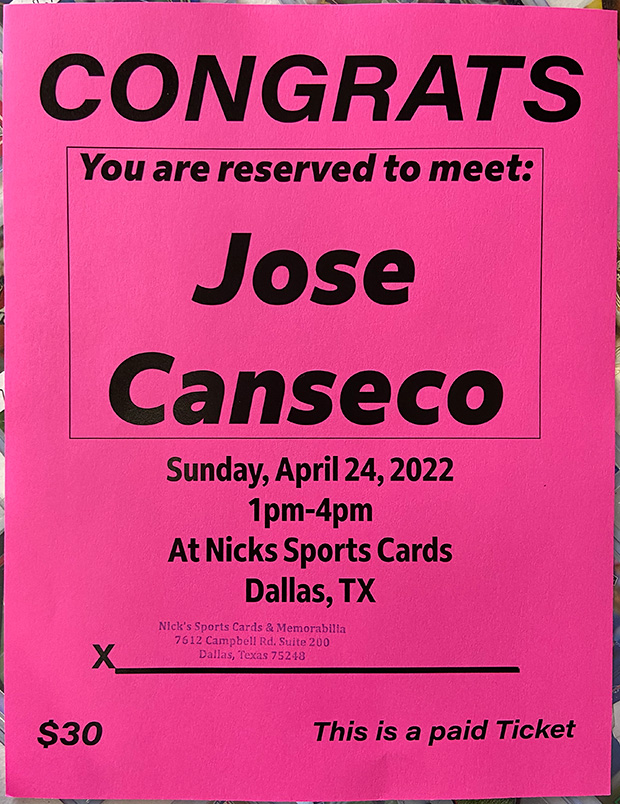 CONGRATS
You are reserved to meet:
Jose
Canseco
Sunday, April 24, 2022
1pm-4pm
At Nicks Sports Cards
Dallas, TX
Nick's Sports Cards & Memorabilia
7612 Campbell Rd. Suite 200
Dallas, Texas 75248
X
$30
This is a paid Ticket